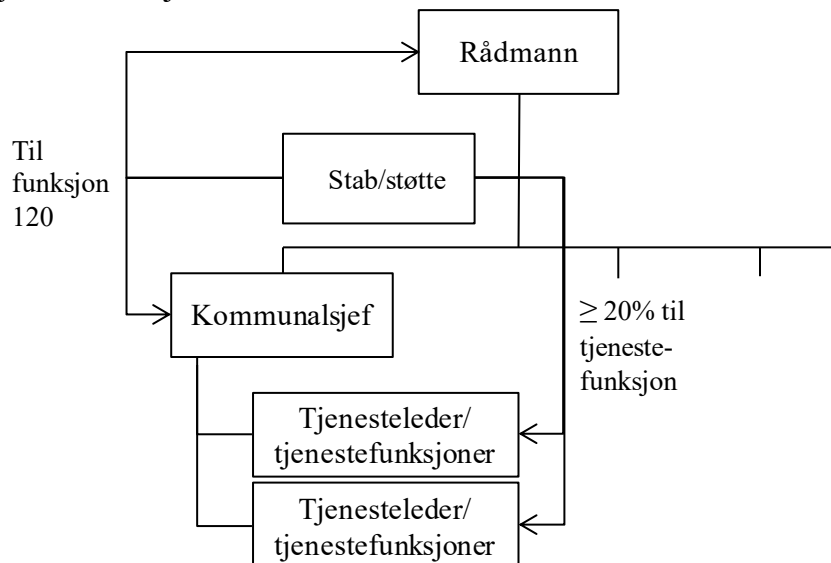 Rådmann
Til
funksjon
120
Stab/støtte
Kommunalsjef
≥ 20% til
tjeneste-
funksjon
Tjenesteleder/
tjenestefunksjoner
Tjenesteleder/
tjenestefunksjoner